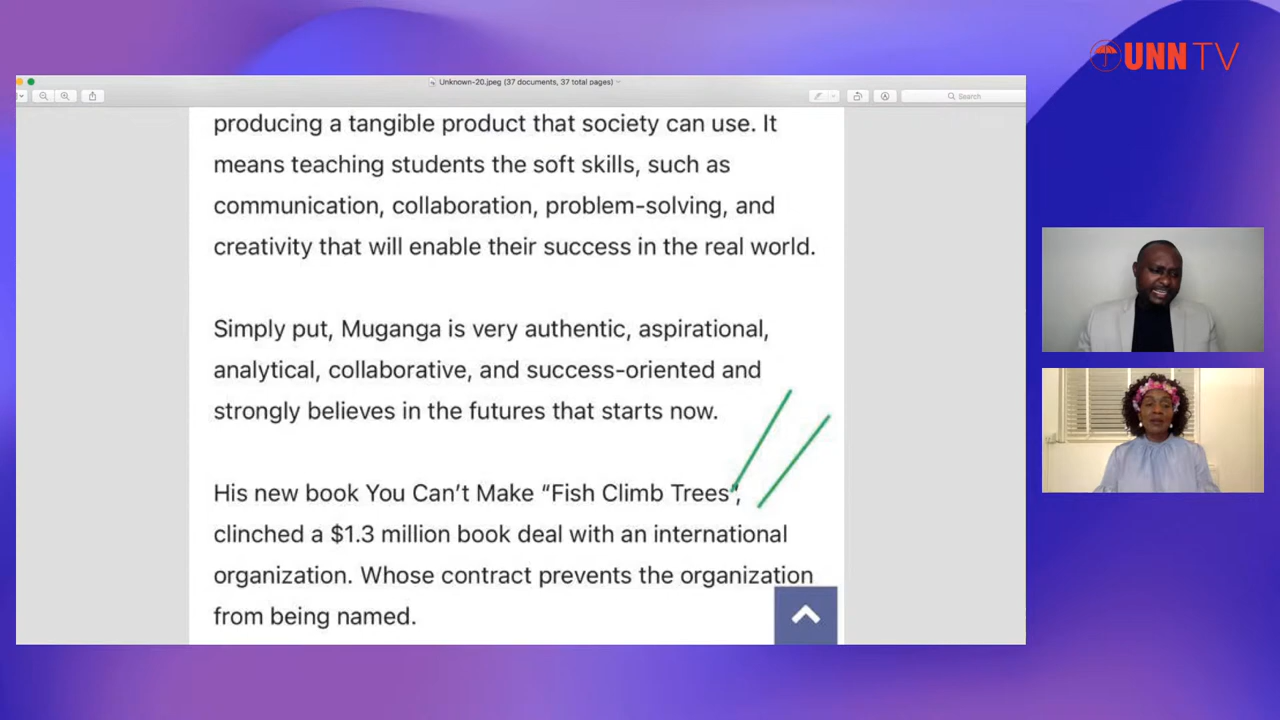 UNN TV
Unknown-20.jpeg (37 documents, 37 total pages)
Search
producing a tangible product that society can use. It
means teaching students the soft skills, such as
communication, collaboration, problem-solving, and
creativity that will enable their success in the real world.
Simply put, Muganga is very authentic, aspirational,
analytical, collaborative, and success-oriented and
strongly believes in the futures that starts now.
His new book You Can’t Make “Fish Climb Trees”,
clinched a $1.3 million book deal with an international
organization. Whose contract prevents the organization
from being named.